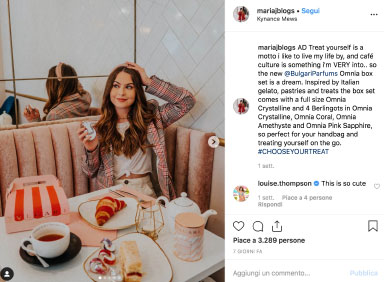 mariajblogs • Segui
Kynance Mews
mariajblogs AD Treat yourself is a
motto i like to live my life by, and café
culture is something i'm VERY into.. so
the new @BulgariParfums Omnia box
set is a dream. Inspired by Italian
gelato, pastries and treats the box set
comes with a full size Omnia
Crystalline and 4 Berlingots in Omnia
Crystalline, Omnia Coral, Omnia
Amethyste and Omnia Pink Sapphire,
so perfect for your handbag and
treating yourself on the go.
#CHOOSEYOURTREAT
1 sett.
louise.thompson This is so cute
1 sett. Piace a 4 persone
Rispondi
Piace a 3.289 persone
7 GIORNI FA
Aggiungi un commento...
Pubblica